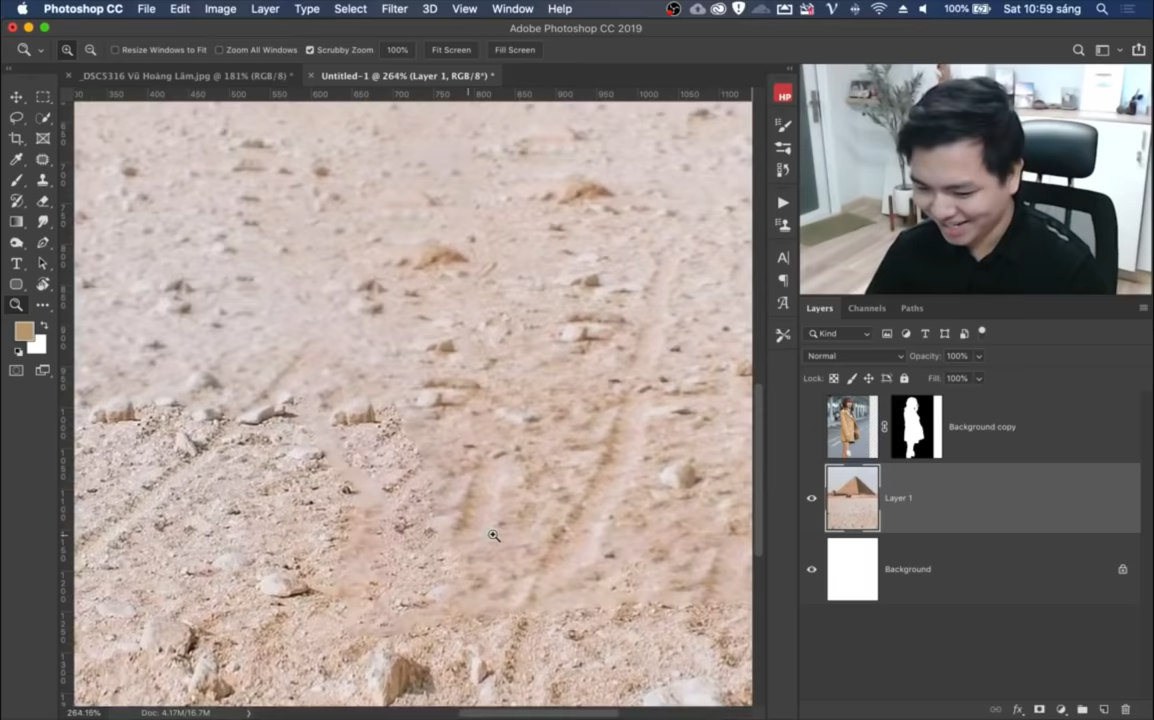 Photoshop CC File Edit Image Layer Type Select Filter 3D View Window Help 100% Sat 10:59 sáng
Adobe Photoshop CC 2019
Resize Windows to Fit Zoom All Windows Scrubby Zoom 100% Fit Screen Fill Screen
_DSC5316 Vũ Hoàng Lâm.jpg @ 181% (RGB/8) * Untitled-1 @ 264% (Layer 1, RGB/8*) *
350 400 450 500 550 600 650 700 750 800 850 900 950 1000 1050 1100
HP
Layers Channels Paths
Kind
Normal Opacity: 100%
Lock: Fill: 100%
Background copy
Layer 1
Background
264.15% Doc: 4.17M/16.7M